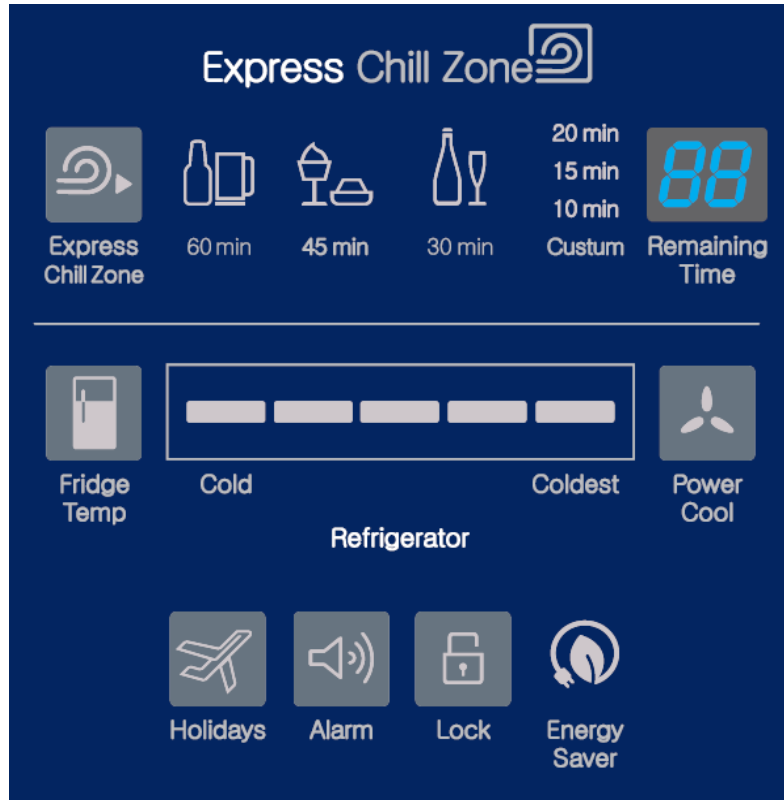 Express Chill Zone
20 min
15 min
10 min
88
Express
Chill Zone
60 min
45 min
30 min
Custum
Remaining
Time
Fridge
Temp
Cold
Coldest
Power
Cool
Refrigerator
Holidays
Alarm
Lock
Energy
Saver